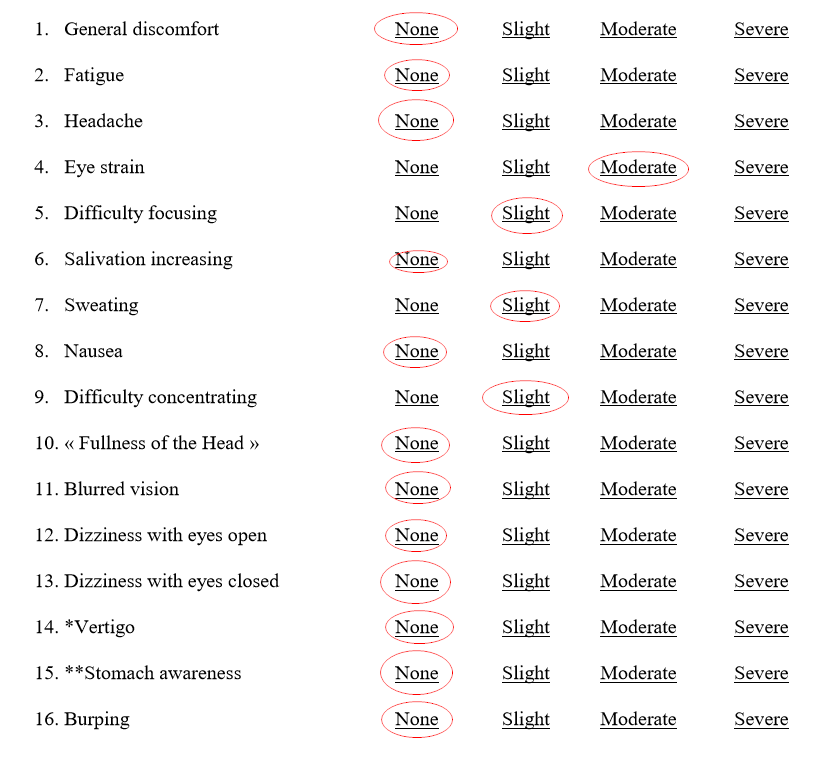 1. General discomfort None Slight Moderate Severe
2. Fatigue None Slight Moderate Severe
3. Headache None Slight Moderate Severe
4. Eye strain None Slight Moderate Severe
5. Difficulty focusing None Slight Moderate Severe
6. Salivation increasing None Slight Moderate Severe
7. Sweating None Slight Moderate Severe
8. Nausea None Slight Moderate Severe
9. Difficulty concentrating None Slight Moderate Severe
10. « Fullness of the Head » None Slight Moderate Severe
11. Blurred vision None Slight Moderate Severe
12. Dizziness with eyes open None Slight Moderate Severe
13. Dizziness with eyes closed None Slight Moderate Severe
14. *Vertigo None Slight Moderate Severe
15. **Stomach awareness None Slight Moderate Severe
16. Burping None Slight Moderate Severe